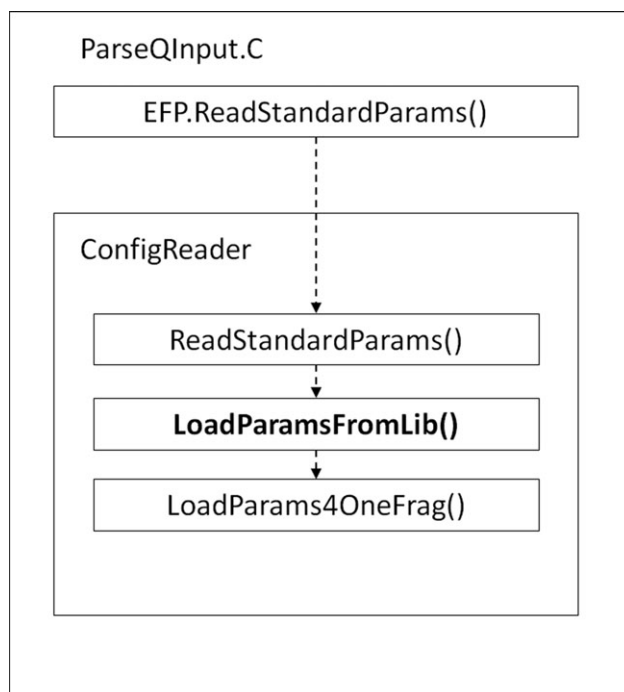 ParseQInput.C
EFP.ReadStandardParams()
ConfigReader
ReadStandardParams()
LoadParamsFromLib()
LoadParams4OneFrag()